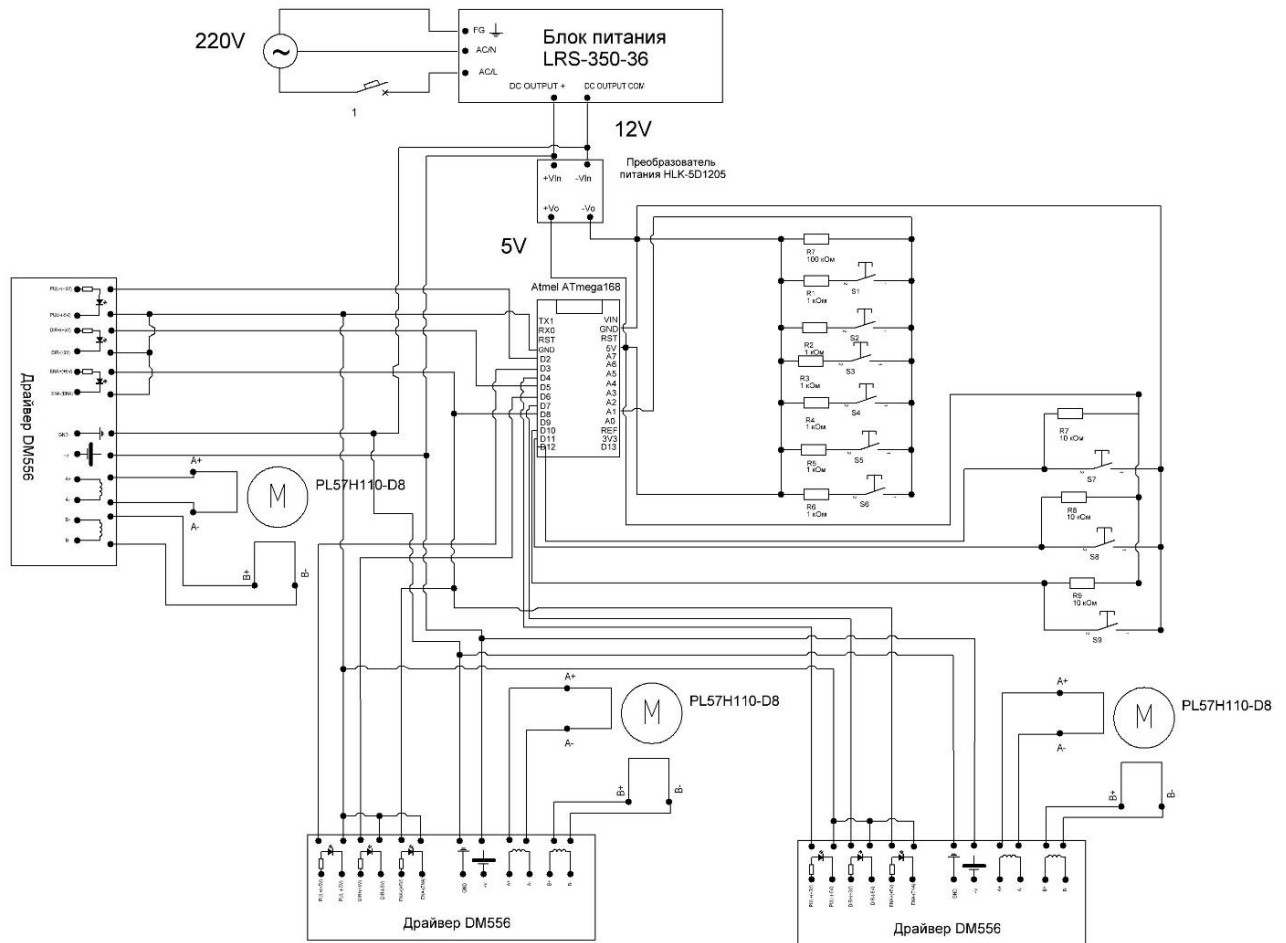 220V
FG
AC/N
AC/L
Блок питания
LRS-350-36
DC OUTPUT +
DC OUTPUT COM
1
12V
Преобразователь
питания HLK-5D1205
+VIn
-VIn
+Vo
-Vo
5V
Atmel ATmega168
TX1
RX0
RST
GND
D2
D3
D4
D5
D6
D7
D8
D9
D10
D11
D12
VIN
GND
RST
5V
A7
A6
A5
A4
A3
A2
A1
A0
REF
3V3
D13
R7
100 кОм
R1
1 кОм
S1
R2
1 кОм
S2
R3
1 кОм
S3
R4
1 кОм
S4
R5
1 кОм
S5
R6
1 кОм
S6
R7
10 кОм
S7
R8
10 кОм
S8
R9
10 кОм
S9
Драйвер DM556
GND
A+
A-
B+
B-
A+
A-
M
PL57H110-D8
B+
B-
A+
A-
M
PL57H110-D8
B+
B-
A+
A-
M
PL57H110-D8
B+
B-
GND
A+
A-
B+
B-
Драйвер DM556
GND
A+
A-
B+
B-
Драйвер DM556